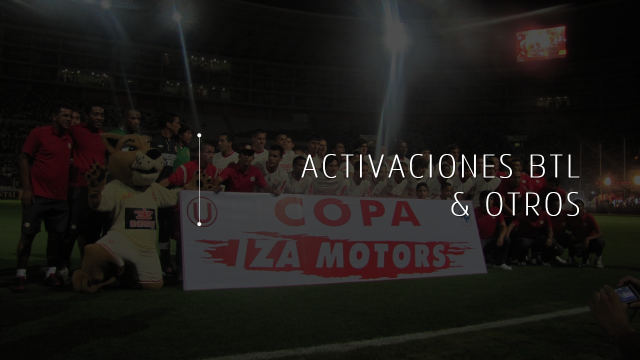 ACTIVACIONES BTL
& OTROS
U
COPA
IZA MOTORS